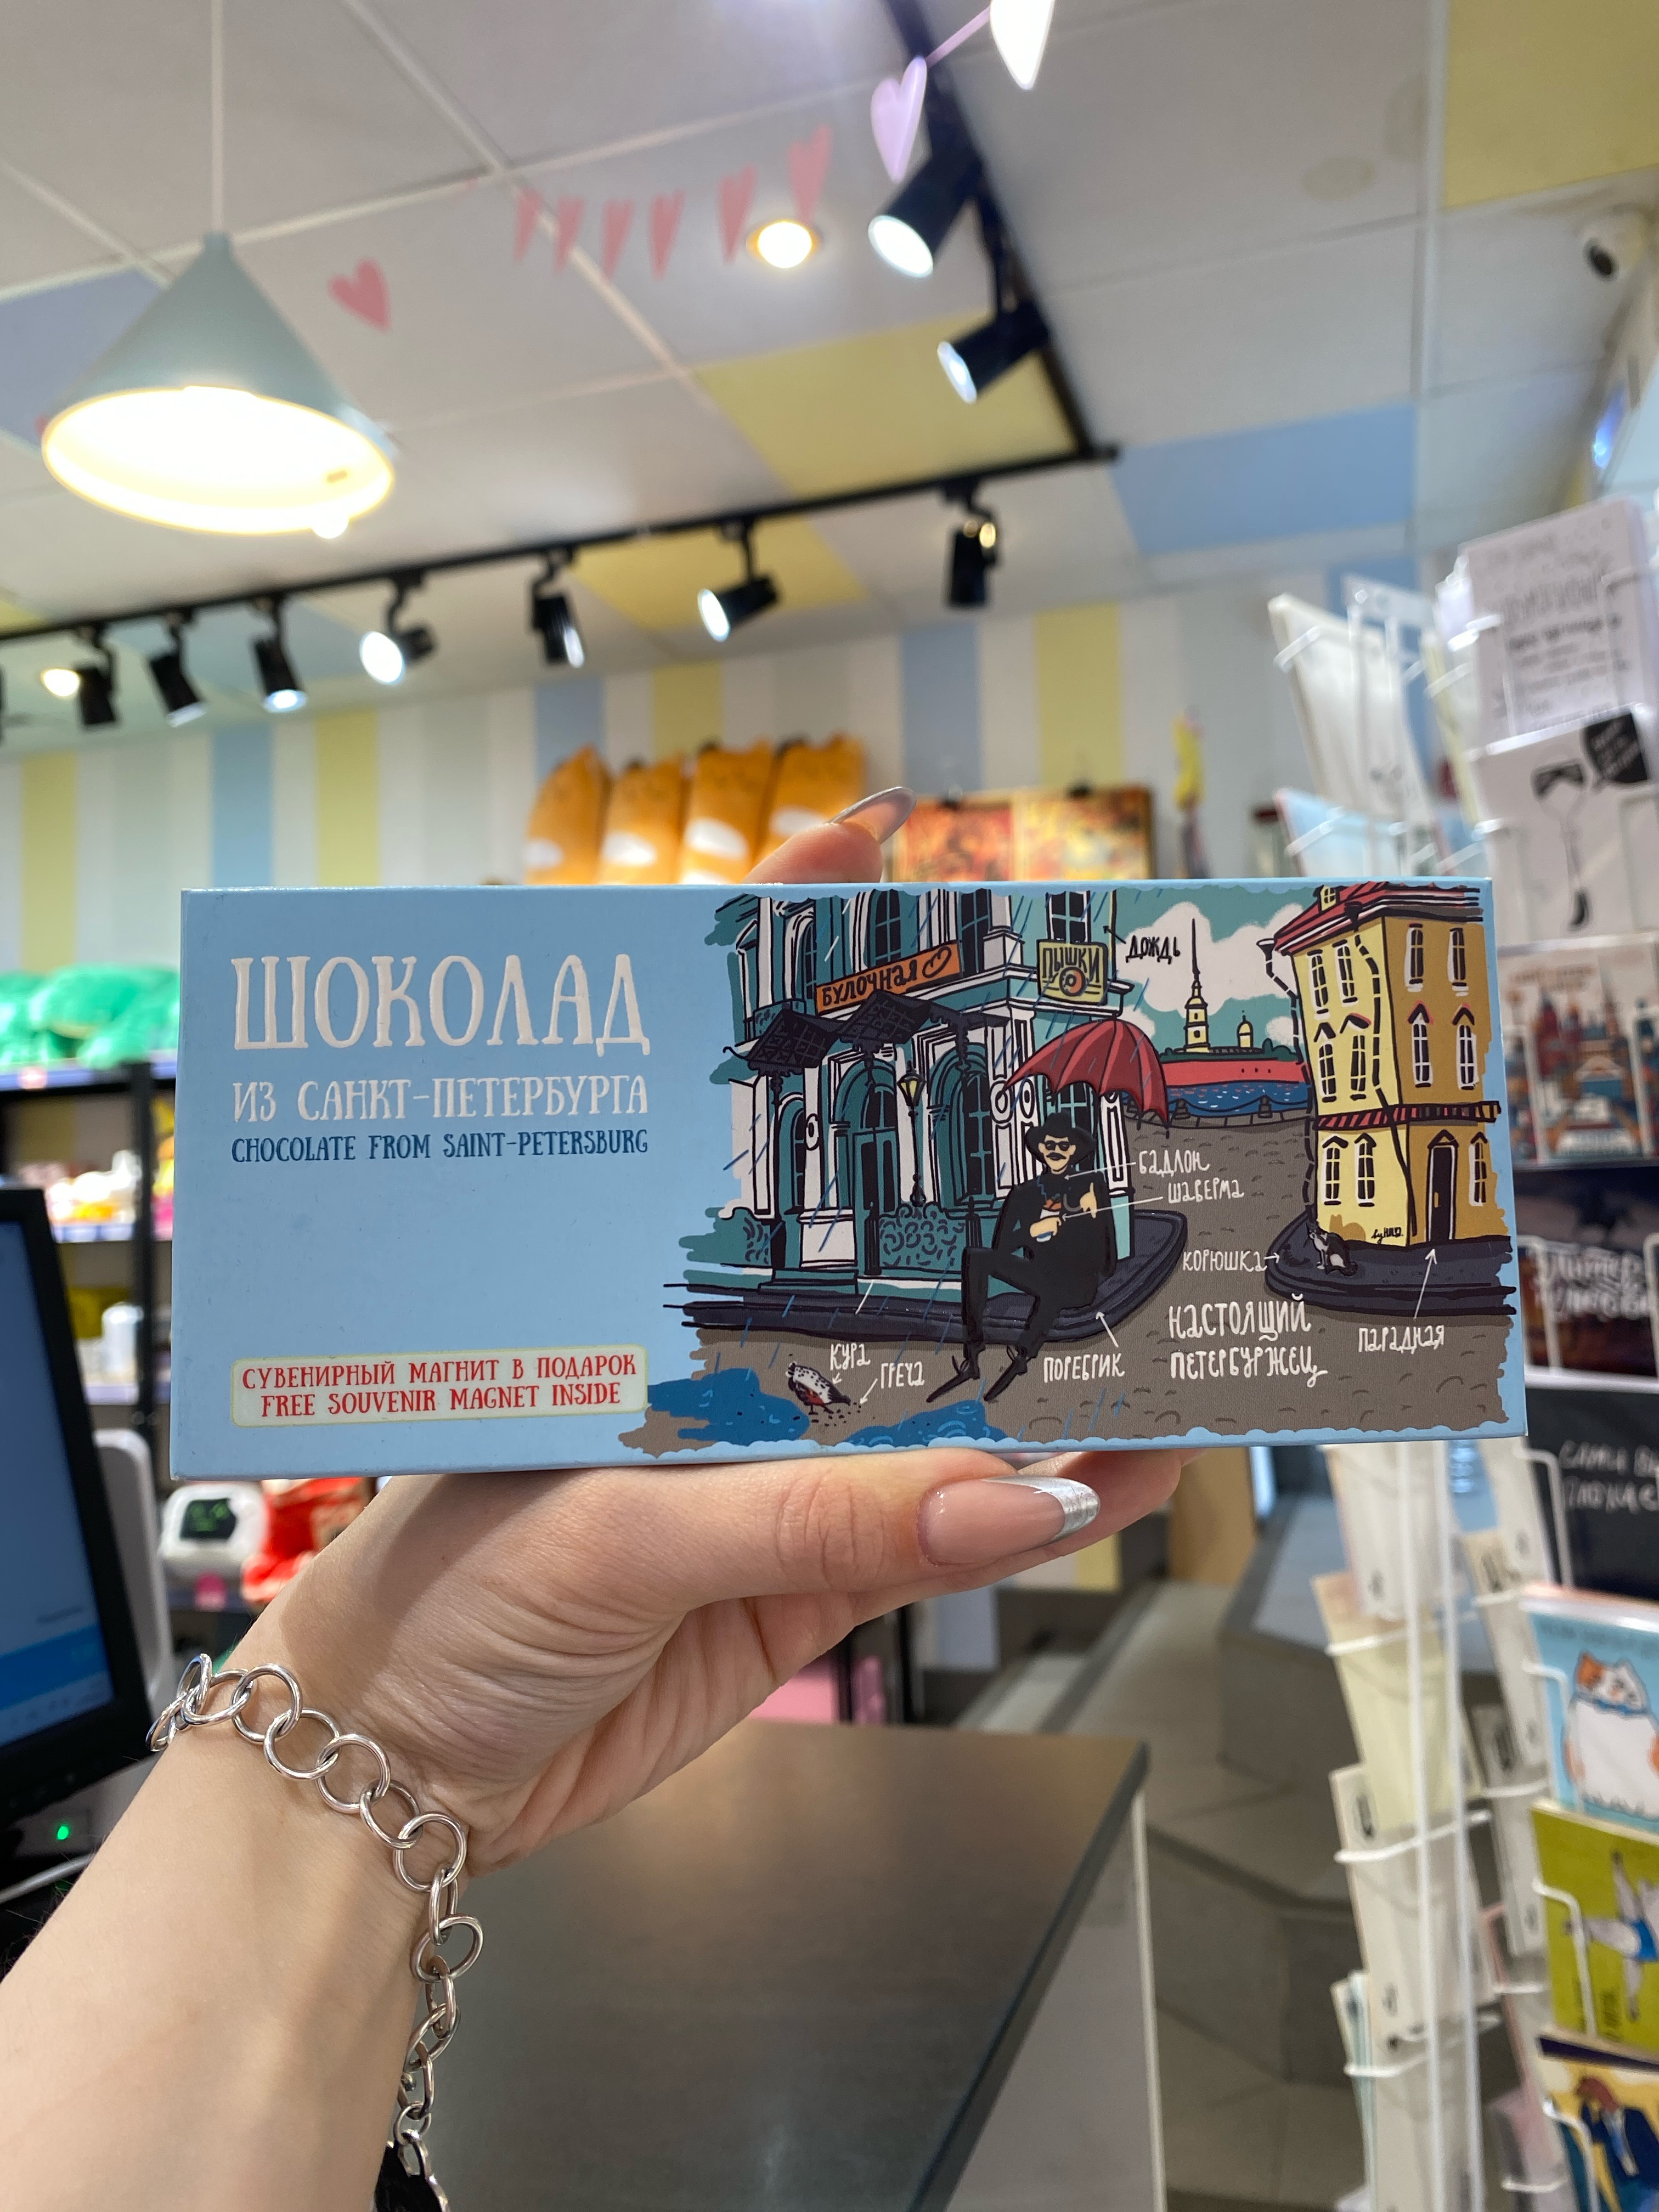 ШОКОЛАД
ИЗ САНКТ-ПЕТЕРБУРГА
CHOCOLATE FROM SAINT-PETERSBURG
СУВЕНИРНЫЙ МАГНИТ В ПОДАРОК
FREE SOUVENIR MAGNET INSIDE
БУЛОЧНАЯ
ПЫШКИ
ДОЖДЬ
БАДЛОН
ШАВЕРМА
КОРЮШКА
КУРА
ГРЕЧА
ПОРЕБРИК
НАСТОЯЩИЙ
ПЕТЕРБУРЖЕЦ
ПАРАДНАЯ